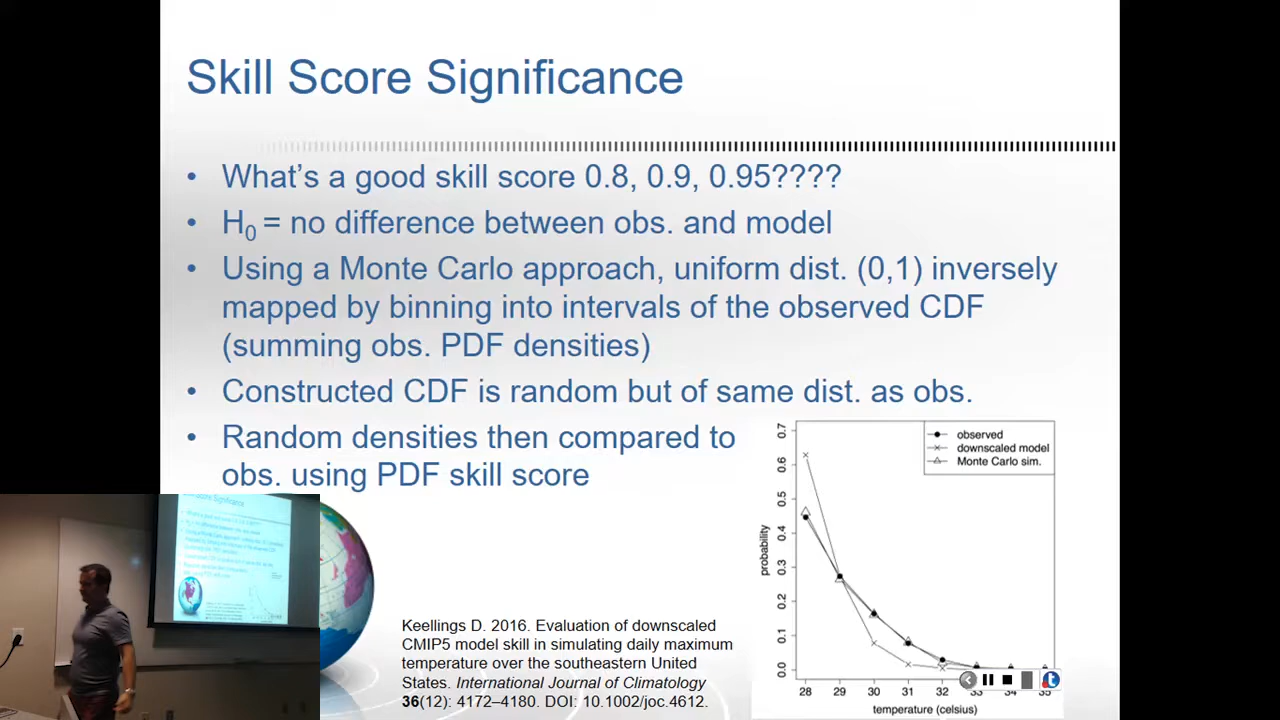 Skill Score Significance
• What’s a good skill score 0.8, 0.9, 0.95????
• H0 = no difference between obs. and model
• Using a Monte Carlo approach, uniform dist. (0,1) inversely
mapped by binning into intervals of the observed CDF
(summing obs. PDF densities)
• Constructed CDF is random but of same dist. as obs.
• Random densities then compared to
obs. using PDF skill score
Keellings D. 2016. Evaluation of downscaled
CMIP5 model skill in simulating daily maximum
temperature over the southeastern United
States. International Journal of Climatology
36(12): 4172–4180. DOI: 10.1002/joc.4612.
observed
downscaled model
Monte Carlo sim.
probability
0.7
0.6
0.5
0.4
0.3
0.2
0.1
0.0
28 29 30 31 32 33 34 35
temperature (celsius)